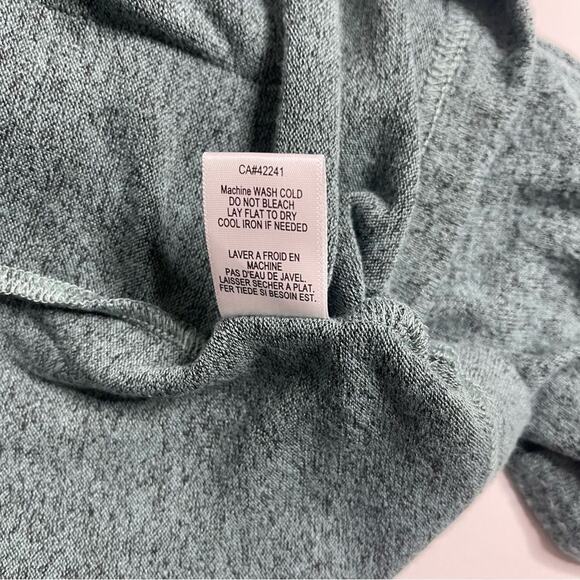 CA#42241
Machine WASH COLD
DO NOT BLEACH
LAY FLAT TO DRY
COOL IRON IF NEEDED
LAVER A FROID EN
MACHINE
PAS D'EAU DE JAVEL.
LAISSER SECHER A PLAT.
FER TIEDE SI BESOIN EST.